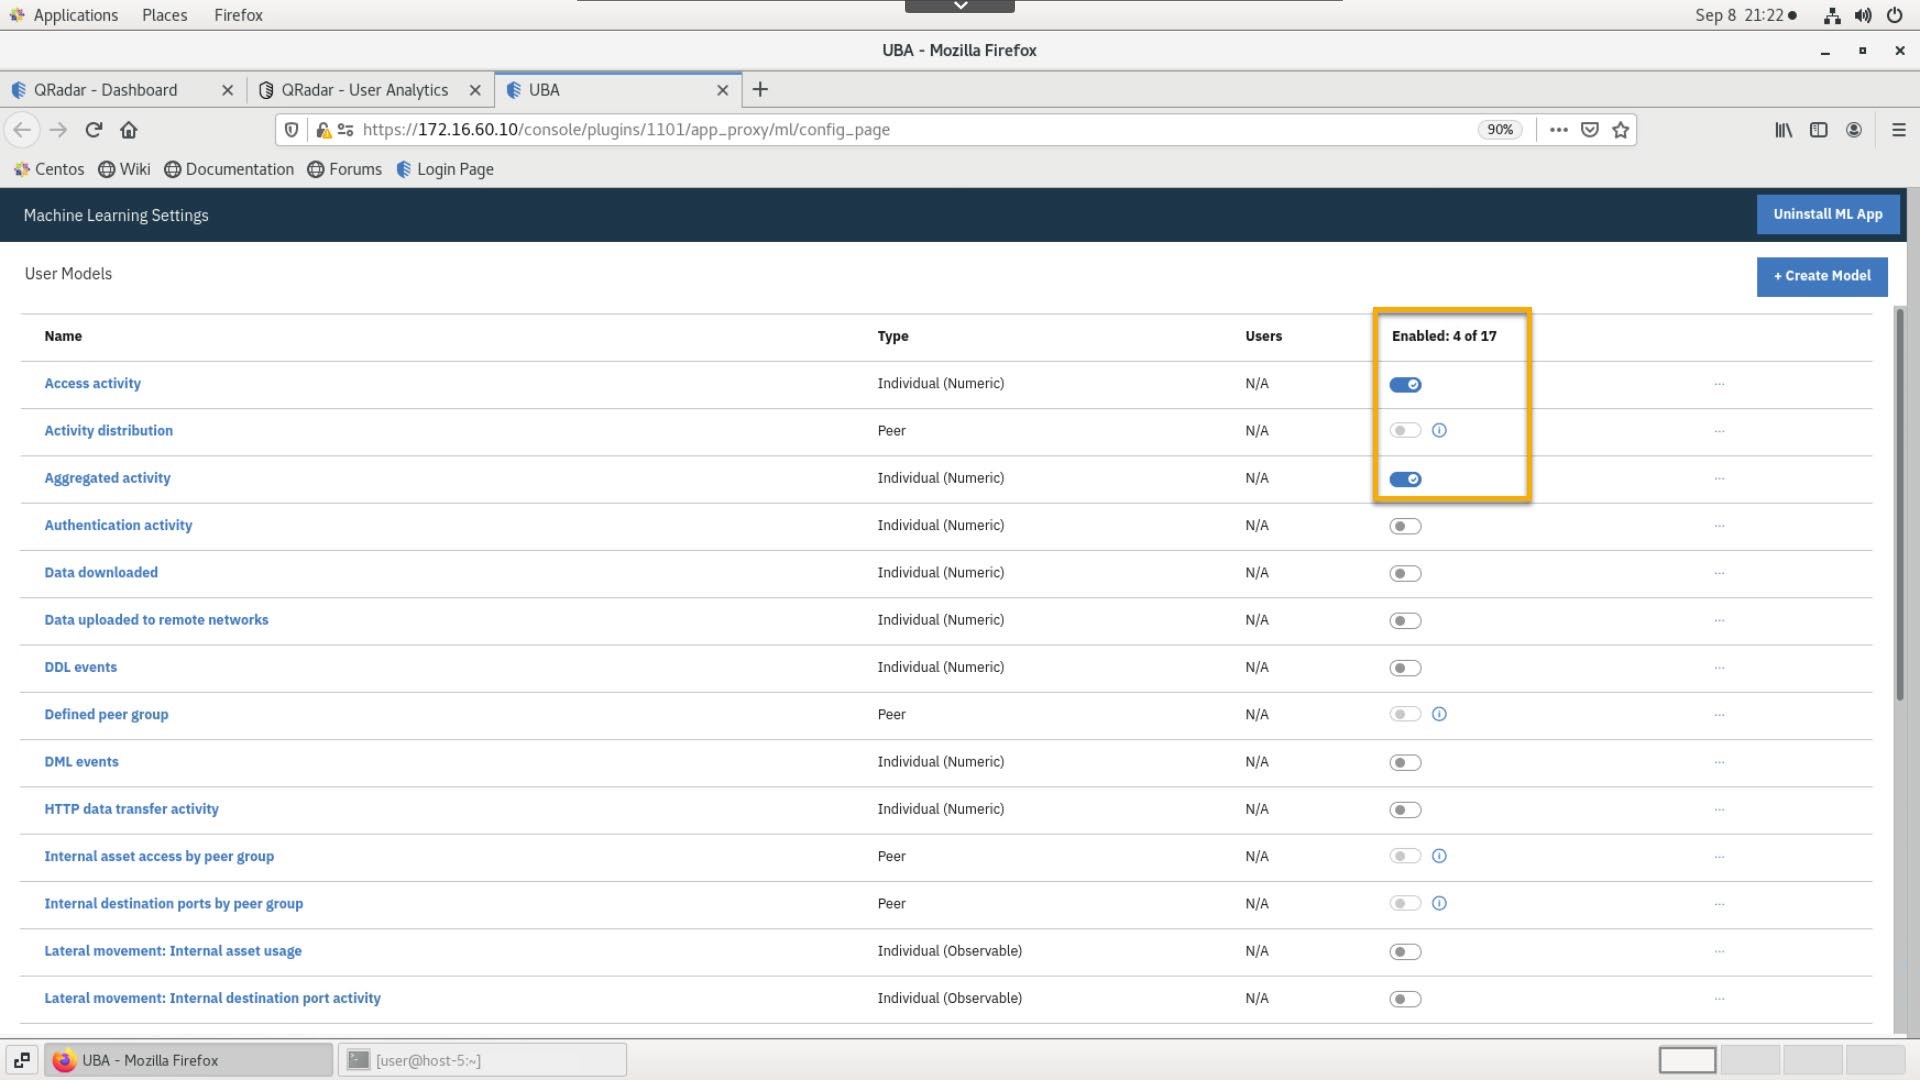 Applications Places Firefox Sep 8 21:22
UBA - Mozilla Firefox
QRadar - Dashboard QRadar - User Analytics UBA
https://172.16.60.10/console/plugins/1101/app_proxy/ml/config_page 90%
Centos Wiki Documentation Forums Login Page
Machine Learning Settings Uninstall ML App
User Models + Create Model
Name Type Users Enabled: 4 of 17
Access activity Individual (Numeric) N/A
Activity distribution Peer N/A
Aggregated activity Individual (Numeric) N/A
Authentication activity Individual (Numeric) N/A
Data downloaded Individual (Numeric) N/A
Data uploaded to remote networks Individual (Numeric) N/A
DDL events Individual (Numeric) N/A
Defined peer group Peer N/A
DML events Individual (Numeric) N/A
HTTP data transfer activity Individual (Numeric) N/A
Internal asset access by peer group Peer N/A
Internal destination ports by peer group Peer N/A
Lateral movement: Internal asset usage Individual (Observable) N/A
Lateral movement: Internal destination port activity Individual (Observable) N/A
UBA - Mozilla Firefox [user@host-5:~]